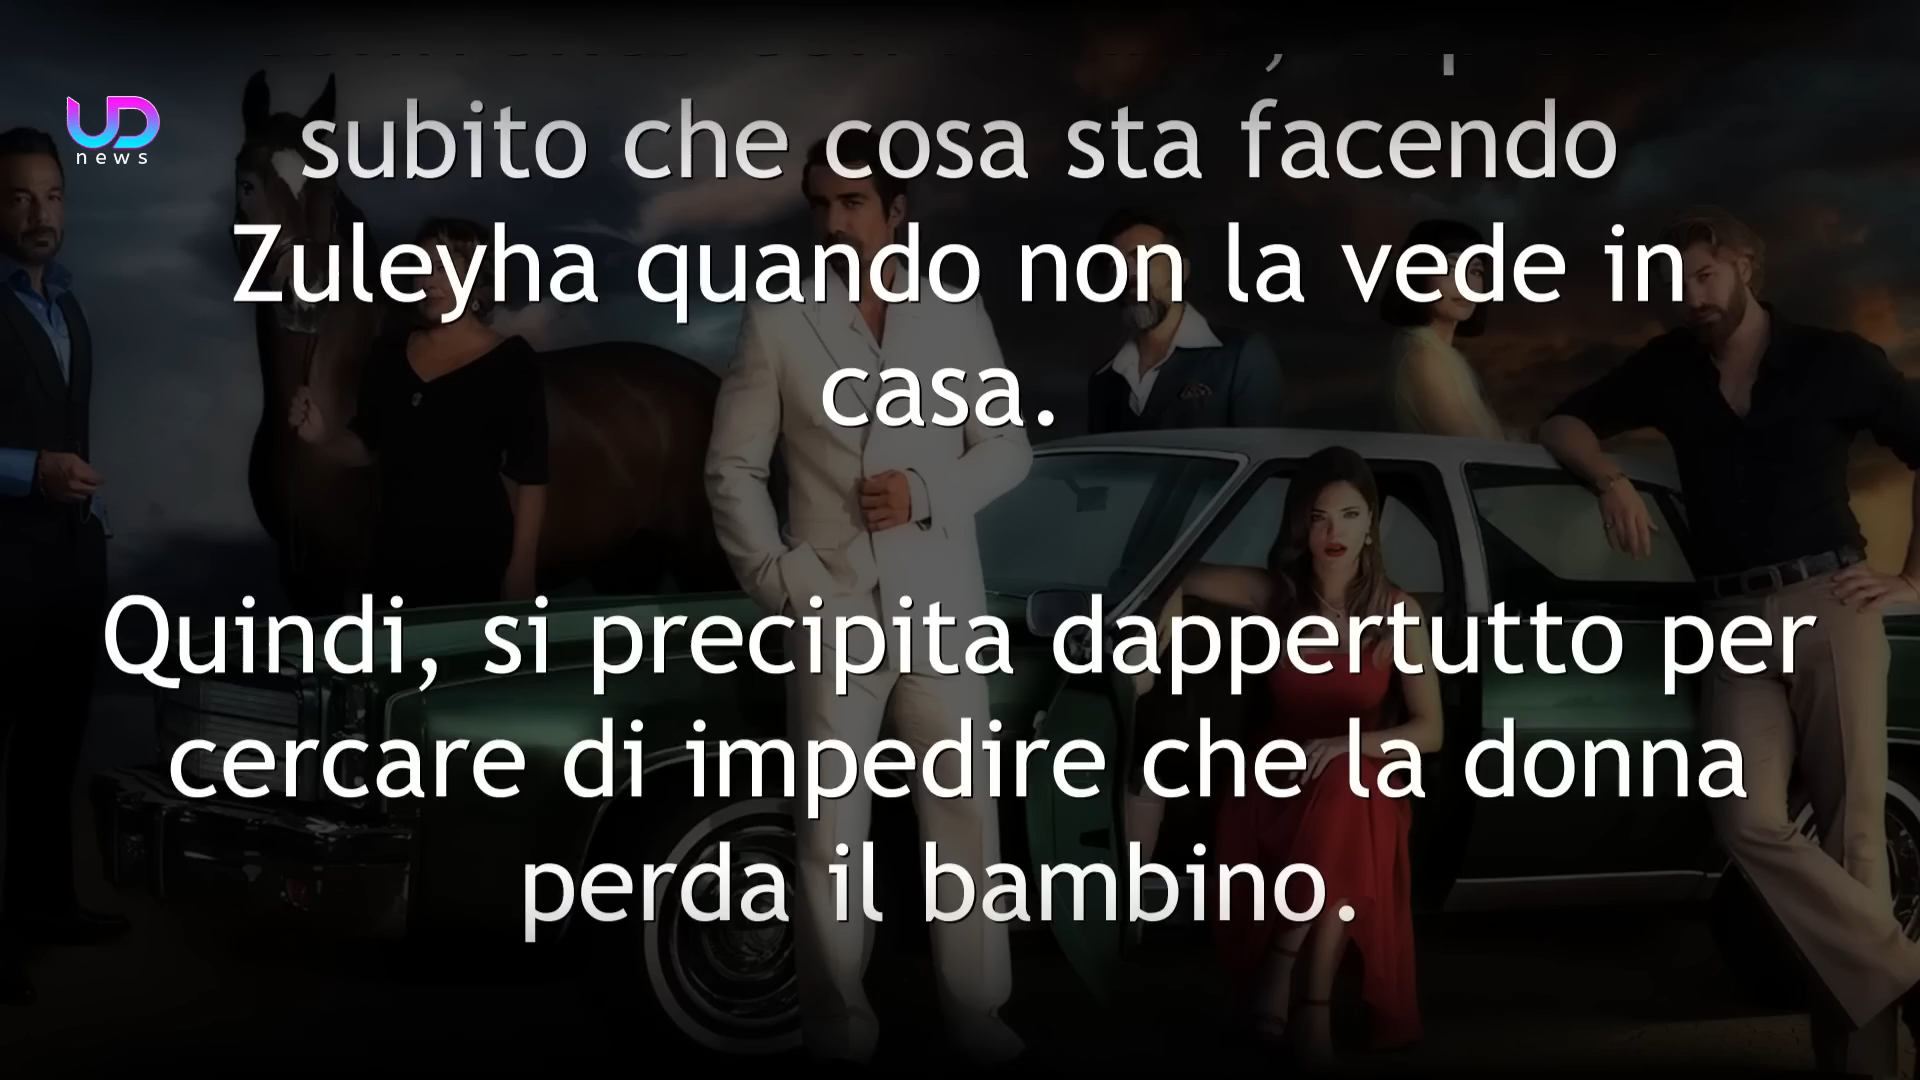 UD
news
subito che cosa sta facendo
Zuleyha quando non la vede in
casa.
Quindi, si precipita dappertutto per
cercare di impedire che la donna
perda il bambino.